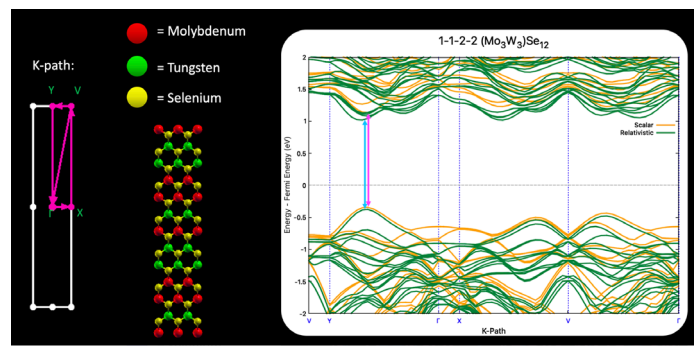 = Molybdenum
= Tungsten
= Selenium
K-path:
Y V
Γ X
1-1-2-2 (Mo3W3)Se12
Energy - Fermi Energy (eV)
2
1.5
1
0.5
0
-0.5
-1
-1.5
-2
Scalar
Relativistic
V Y Γ X V Γ
K-Path